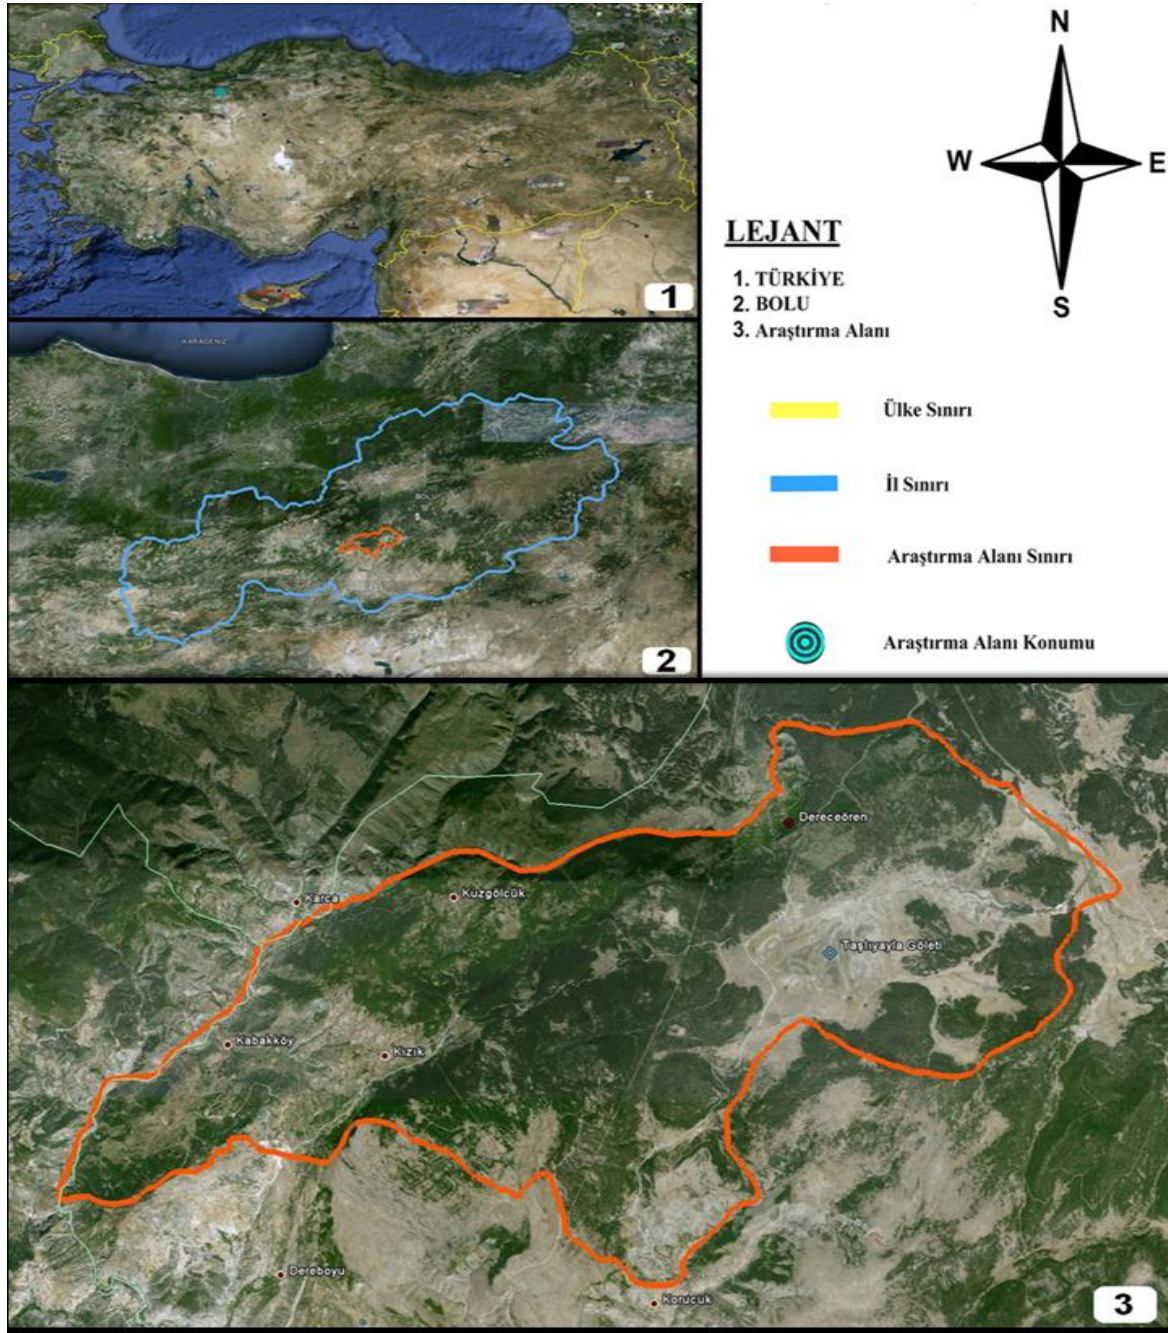 1
KARADENİZ
BOLU
2
N
W
E
S
LEJANT
1. TÜRKİYE
2. BOLU
3. Araştırma Alanı
Ülke Sınırı
İl Sınırı
Araştırma Alanı Sınırı
Araştırma Alanı Konumu
Dereceören
Karca
Kuzgölcük
Taşlıyayla Göleti
Kabakköy
Kızık
Dereboyu
Korucuk
3